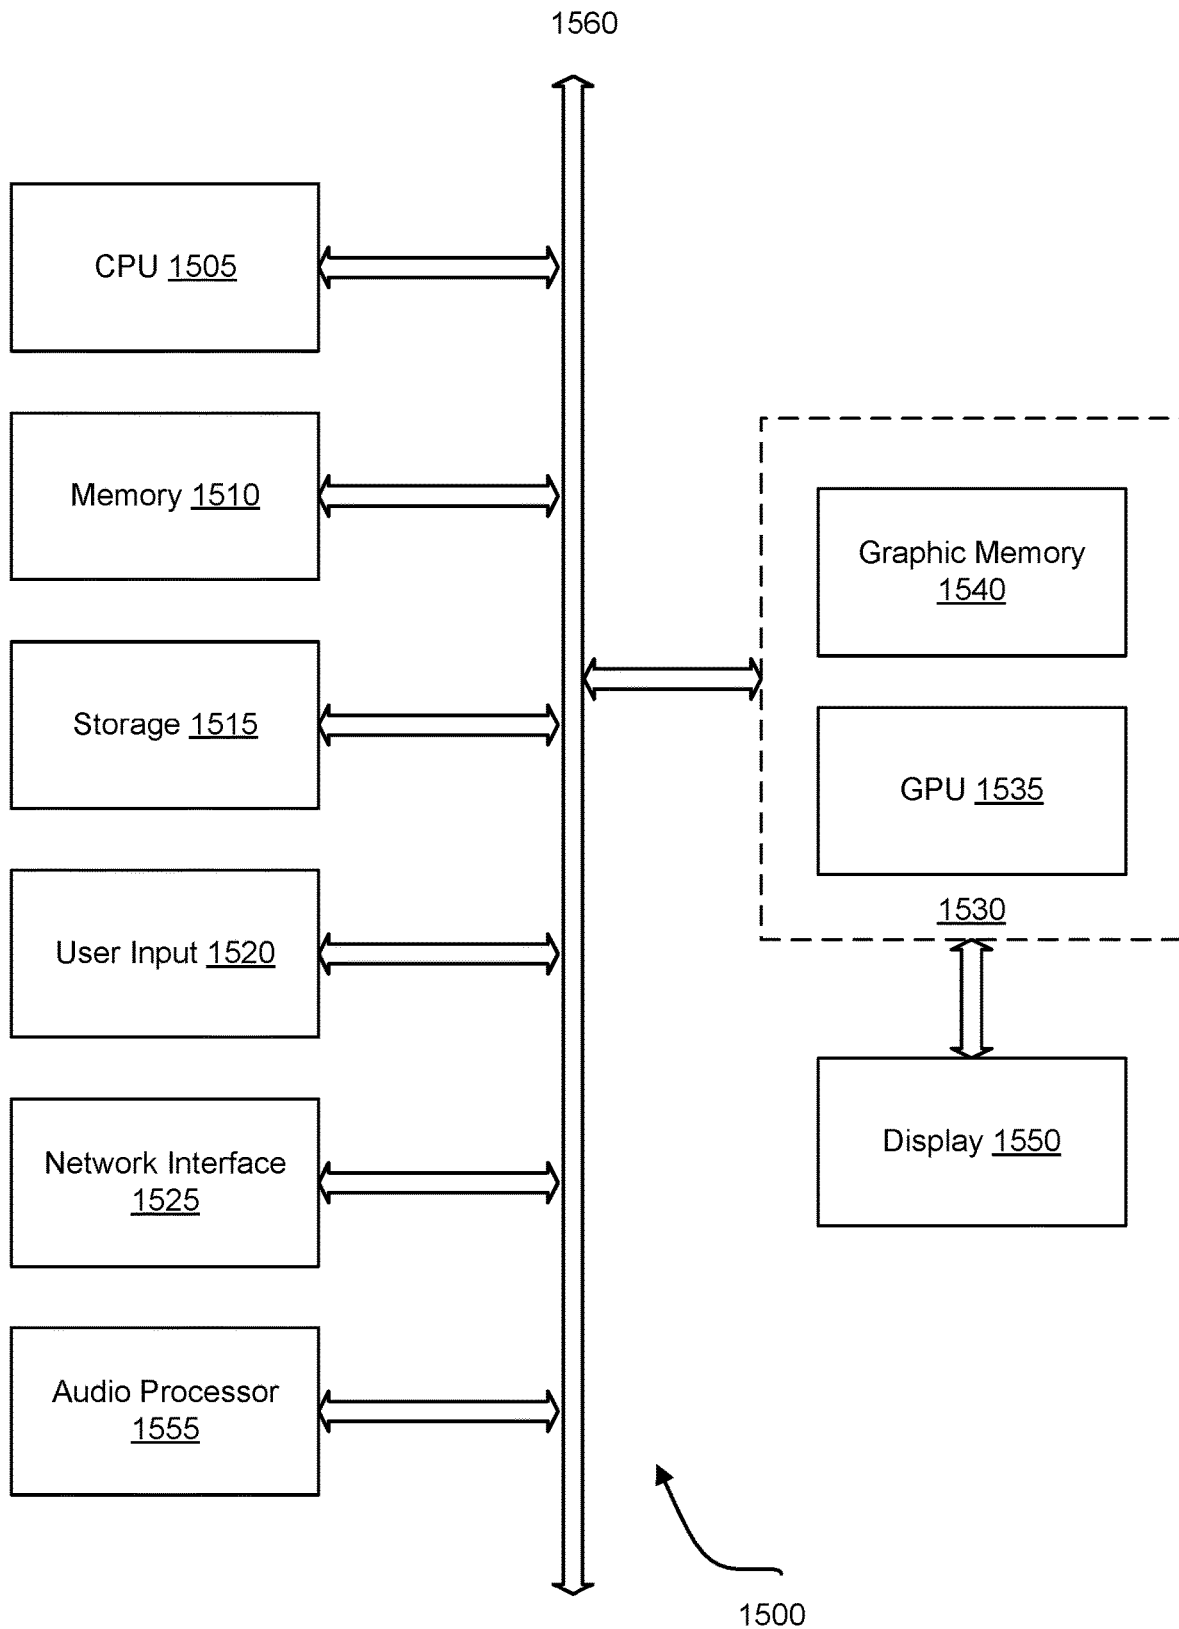 1560
CPU 1505
Memory 1510
Storage 1515
User Input 1520
Network Interface
1525
Audio Processor
1555
Graphic Memory
1540
GPU 1535
1530
Display 1550
1500